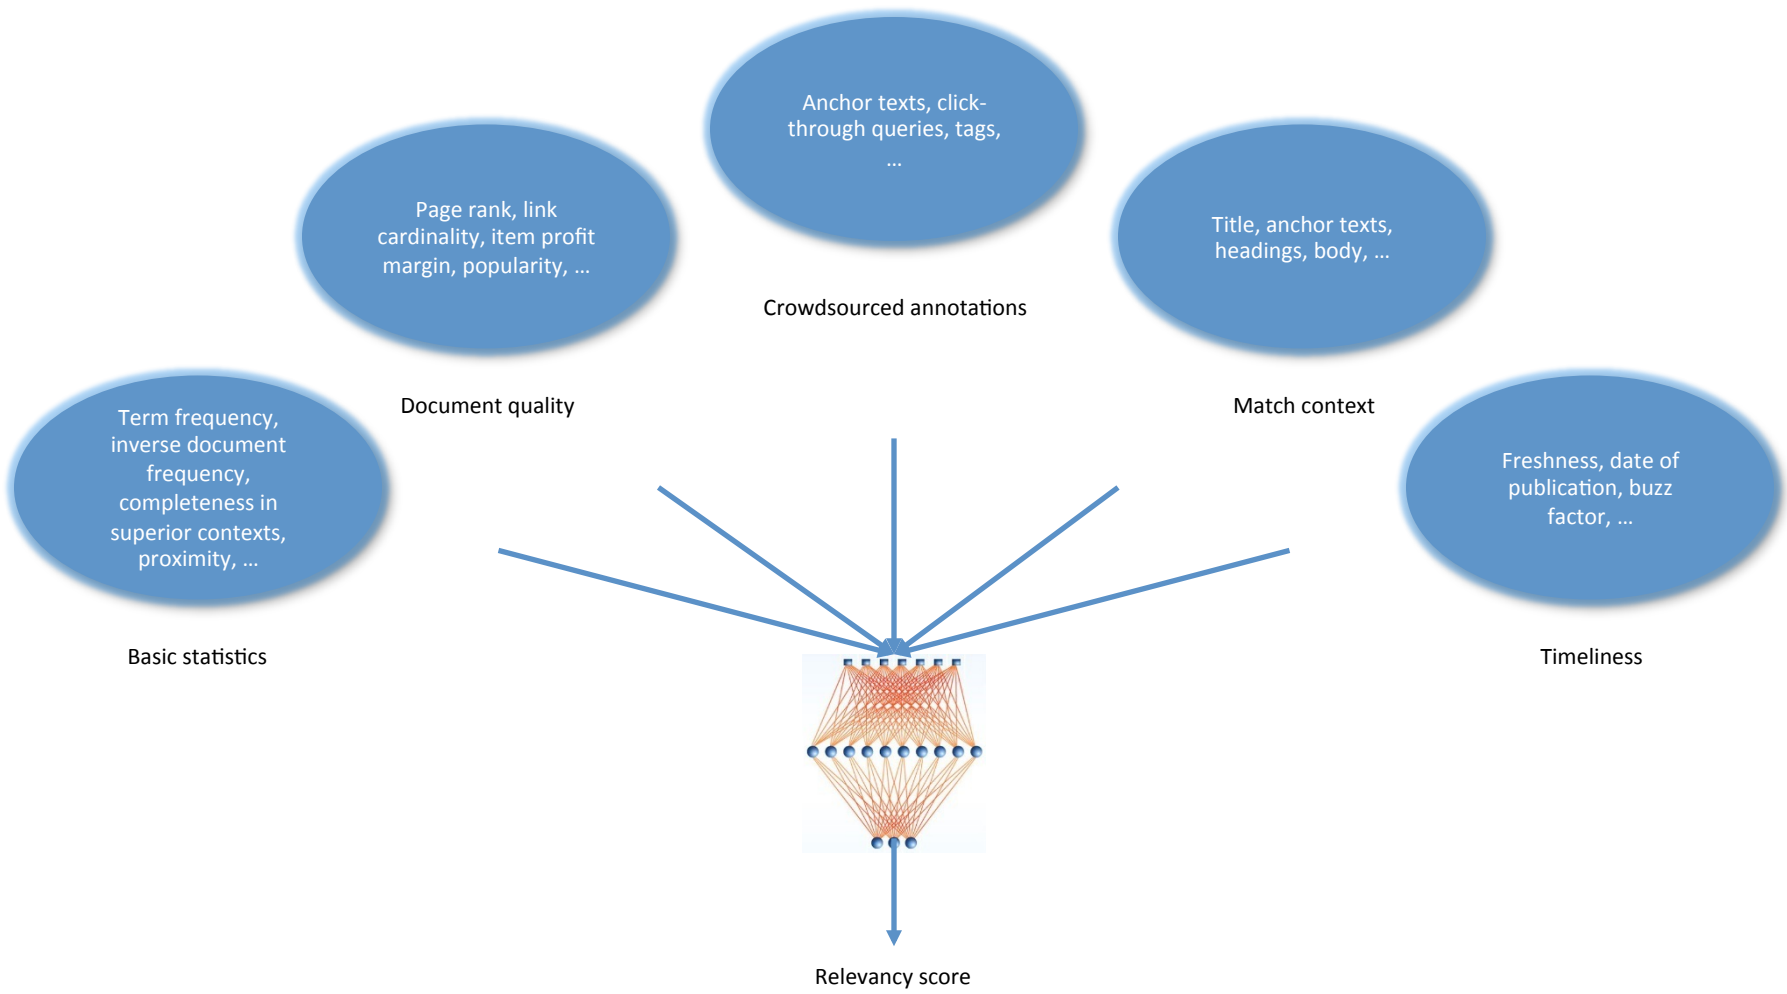 Anchor texts, click-
through queries, tags,
...
Crowdsourced annotations
Page rank, link
cardinality, item profit
margin, popularity, ...
Document quality
Title, anchor texts,
headings, body, ...
Match context
Term frequency,
inverse document
frequency,
completeness in
superior contexts,
proximity, ...
Basic statistics
Freshness, date of
publication, buzz
factor, ...
Timeliness
Relevancy score